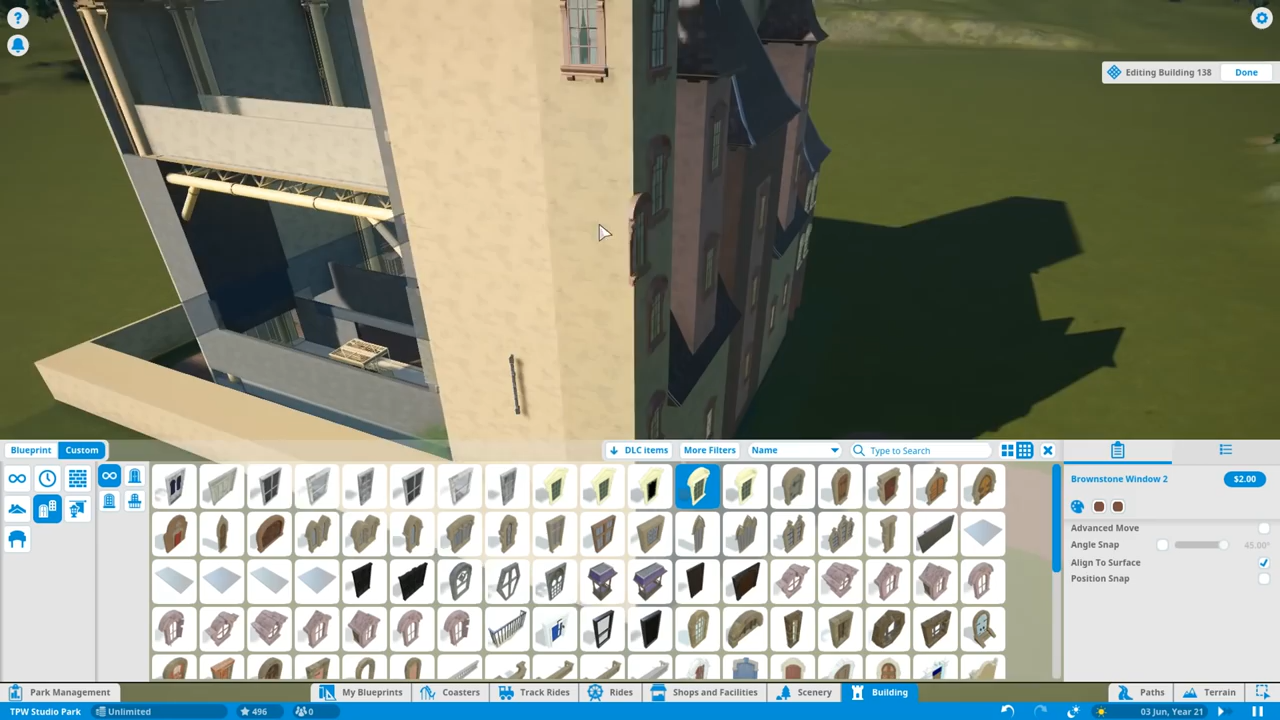 ?
Editing Building 138
Done
Blueprint
Custom
DLC items
More Filters
Name
Type to Search
Brownstone Window 2
$2.00
Advanced Move
Angle Snap
45.00°
Align To Surface
Position Snap
Park Management
My Blueprints
Coasters
Track Rides
Rides
Shops and Facilities
Scenery
Building
Paths
Terrain
TPW Studio Park
Unlimited
496
0
03 Jun, Year 21